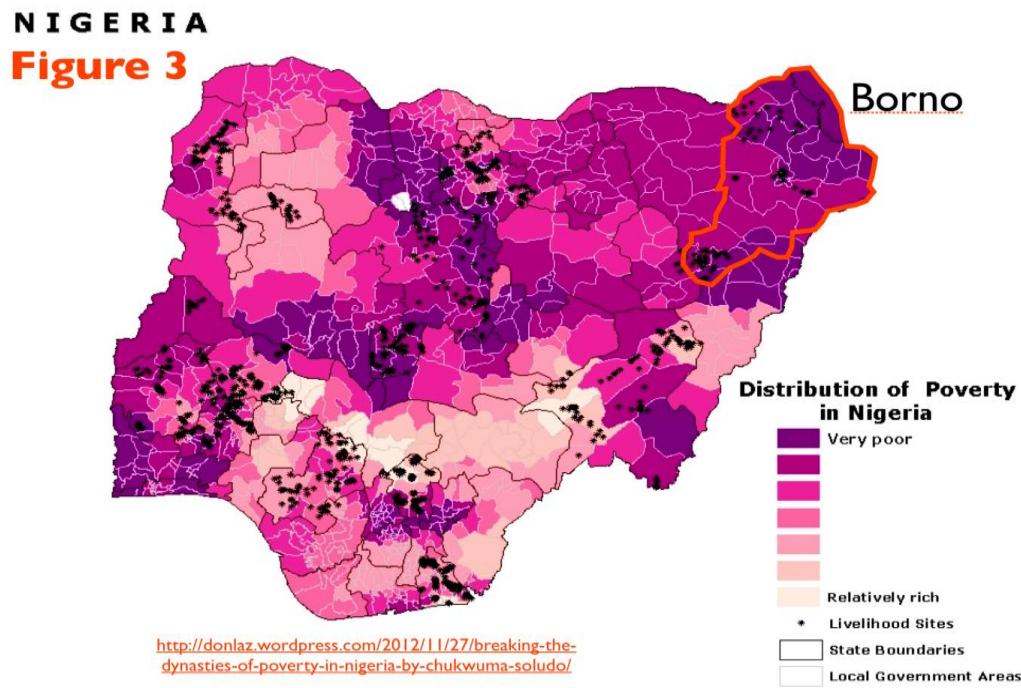 NIGERIA
Figure 3
Borno
Distribution of Poverty
in Nigeria
Very poor
Relatively rich
Livelihood Sites
State Boundaries
Local Government Areas
http://donlaz.wordpress.com/2012/11/27/breaking-the-
dynasties-of-poverty-in-nigeria-by-chukwuma-soludo/